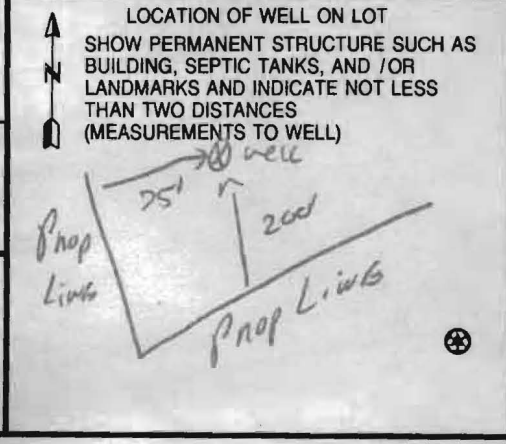 LOCATION OF WELL ON LOT
SHOW PERMANENT STRUCTURE SUCH AS
BUILDING, SEPTIC TANKS, AND / OR
LANDMARKS AND INDICATE NOT LESS
THAN TWO DISTANCES
(MEASUREMENTS TO WELL)
N
well
75'
200'
Prop
Line
Prop Line